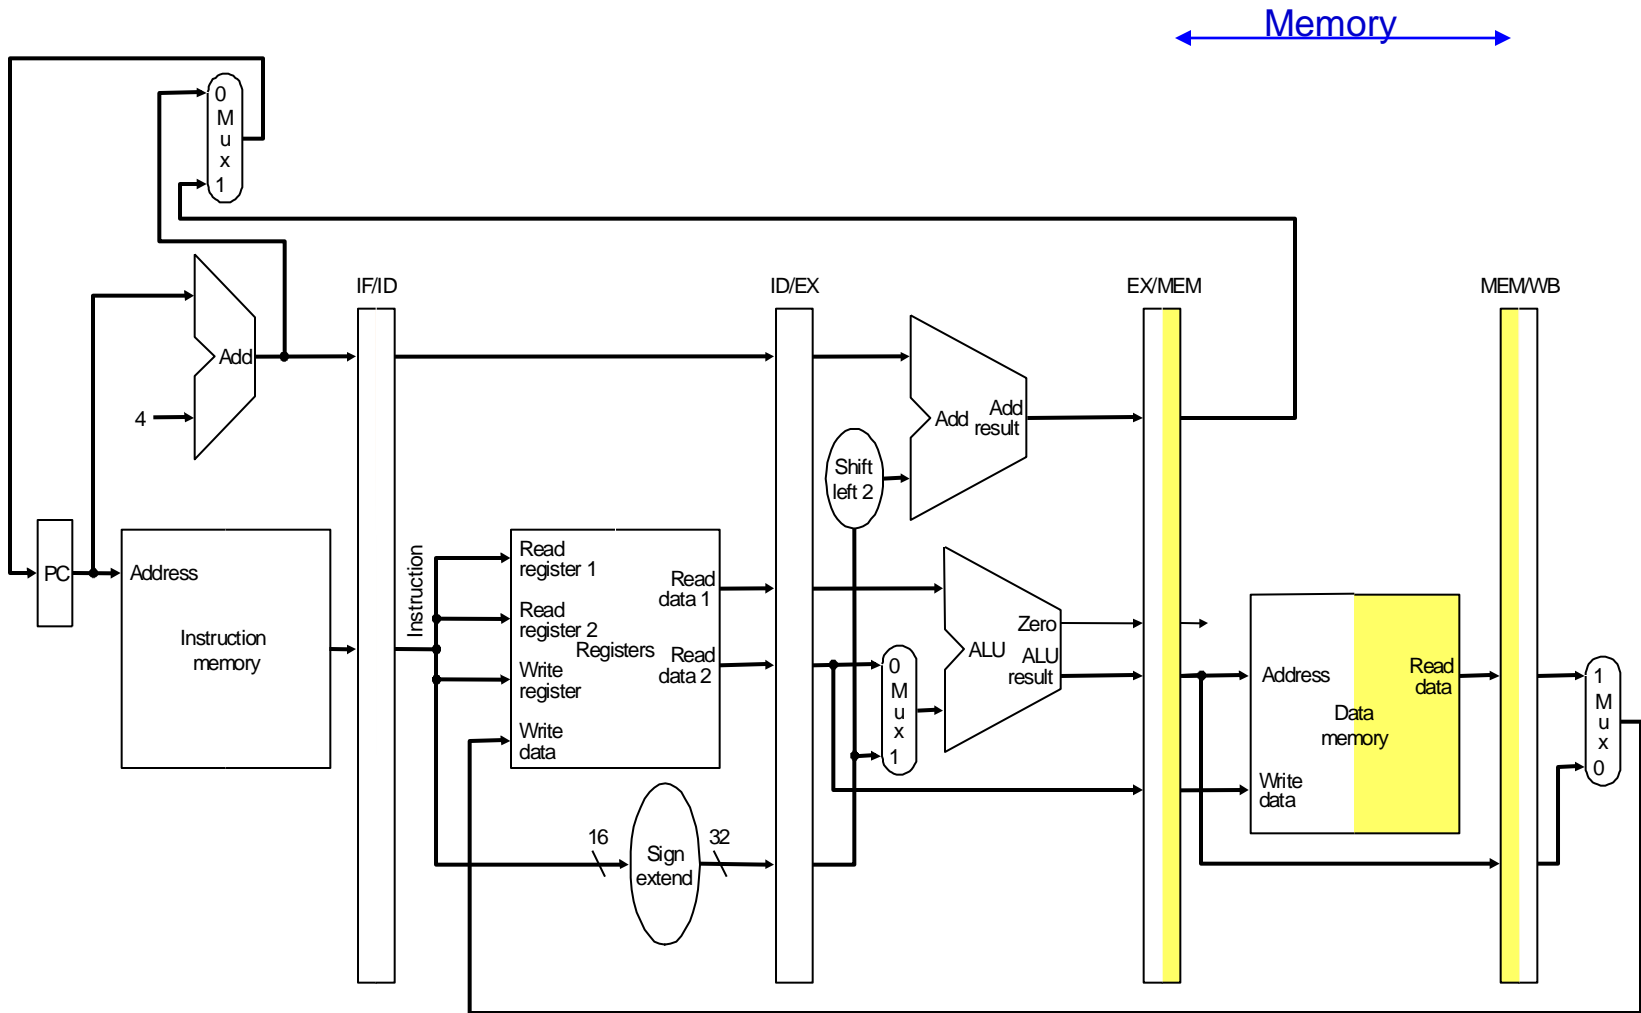 Memory
0
M
u
x
1
IF/ID
ID/EX
EX/MEM
MEM/WB
Add
4
Add
Add
result
Shift
left 2
PC
Address
Instruction
memory
Instruction
Read
register 1
Read
register 2
Write
register
Write
data
Registers
Read
data 1
Read
data 2
0
M
u
x
1
Zero
ALU
ALU
result
Address
Read
data
Data
memory
Write
data
1
M
u
x
0
16
Sign
extend
32